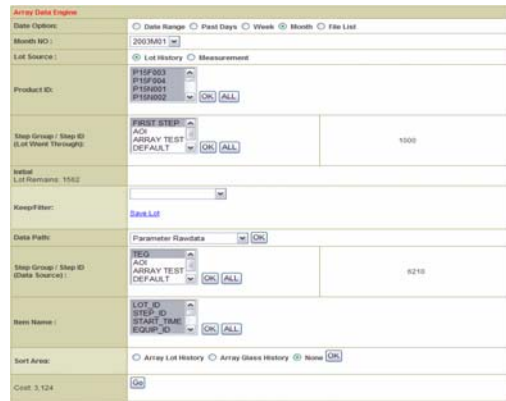 Array Data Engine
Date Option: Date Range Past Days Week Month File List
Month NO : 2003M01
Lot Source : Lot History Measurement
Product ID:
P15F003
P15F004
P15N001
P15N002
OK ALL
Step Group / Step ID
(Lot Went Through):
FIRST STEP
AOI
ARRAY TEST
DEFAULT
OK ALL
1000
Initial
Lot Remains: 1562
Keep/Filter:
Save Lot
Data Path: Parameter Rawdata OK
Step Group / Step ID
(Data Source) :
TEG
AOI
ARRAY TEST
DEFAULT
OK ALL
6210
Item Name :
LOT_ID
STEP_ID
START_TIME
EQUIP_ID
OK ALL
Sort Area: Array Lot History Array Glass History None OK
Cost: 3,124 Go